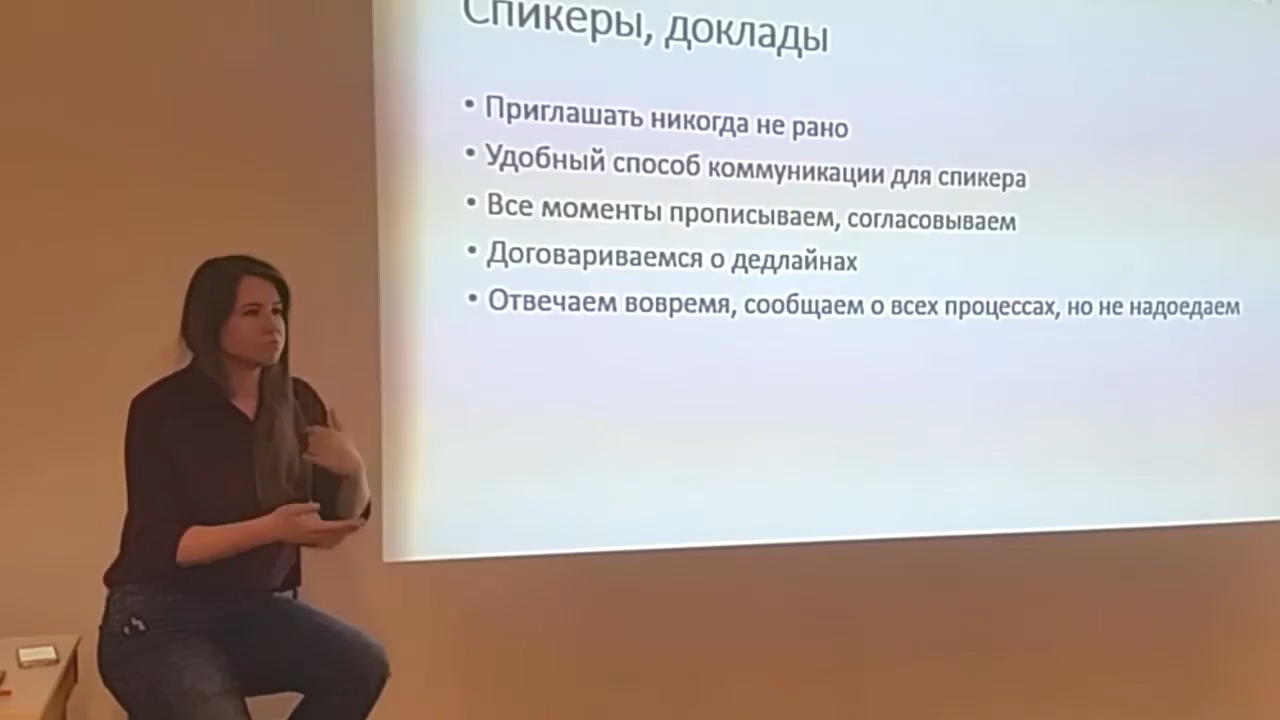 Спикеры, доклады
• Приглашать никогда не рано
• Удобный способ коммуникации для спикера
• Все моменты прописываем, согласовываем
• Договариваемся о дедлайнах
• Отвечаем вовремя, сообщаем о всех процессах, но не надоедаем